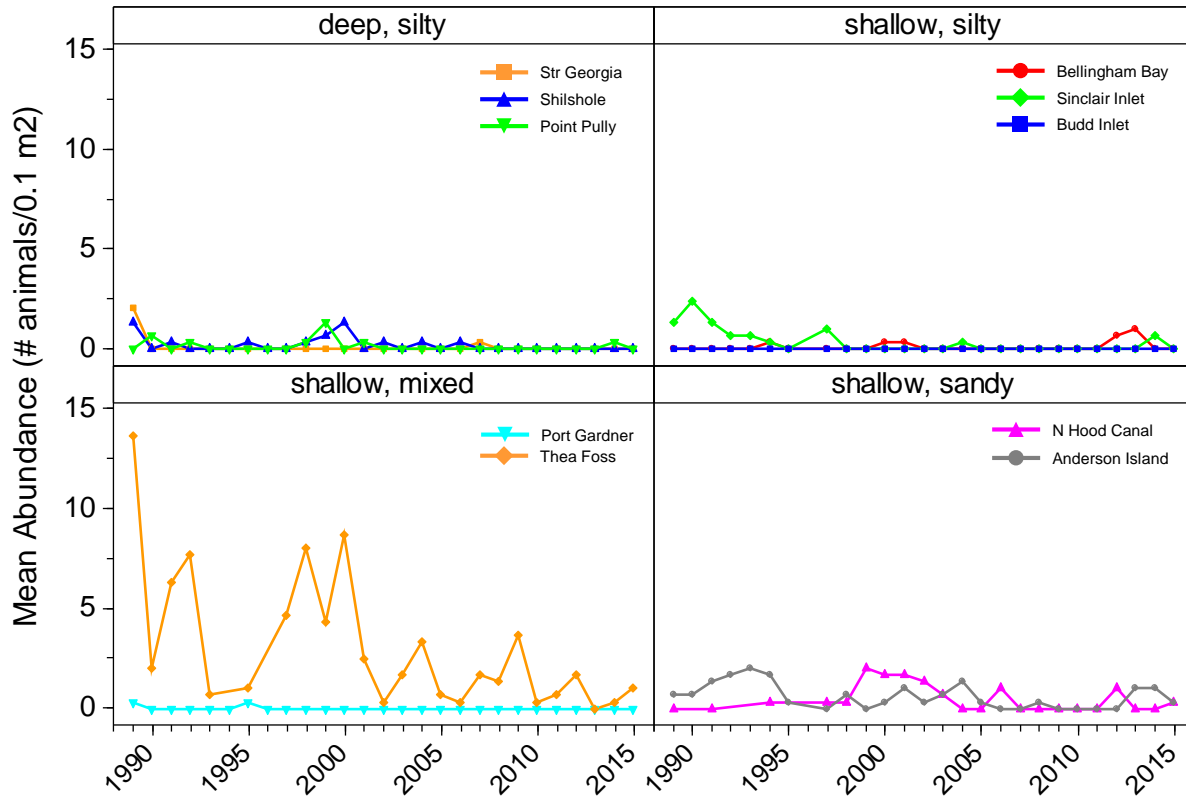 deep, silty
shallow, silty
Mean Abundance (# animals/0.1 m2)
15
10
5
0
Str Georgia
Shilshole
Point Pully
Bellingham Bay
Sinclair Inlet
Budd Inlet
shallow, mixed
shallow, sandy
15
10
5
0
Port Gardner
Thea Foss
N Hood Canal
Anderson Island
1990
1995
2000
2005
2010
2015
1990
1995
2000
2005
2010
2015